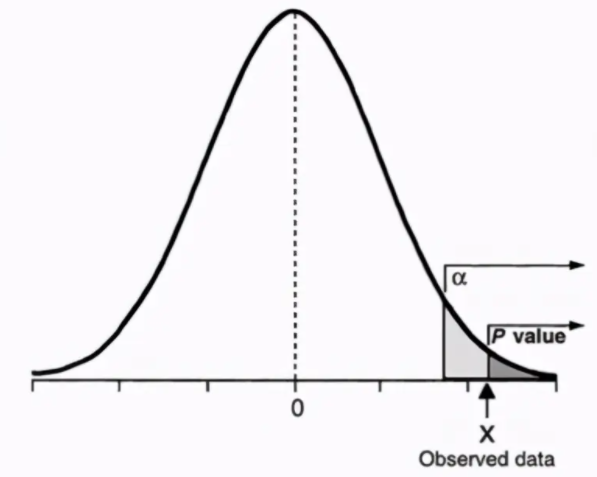 α
P value
0
X
Observed data